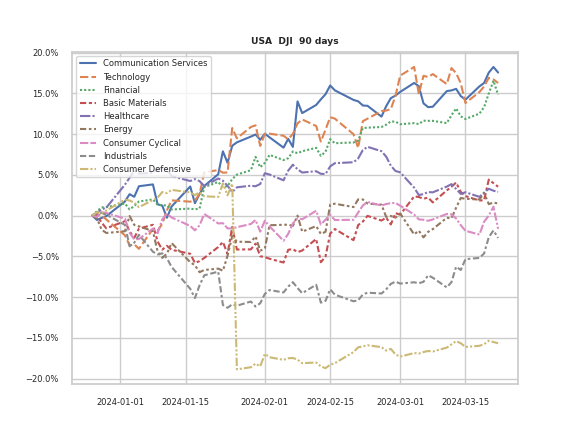 USA  DJI  90 days
20.0%
15.0%
10.0%
5.0%
0.0%
−5.0%
−10.0%
−15.0%
−20.0%
Communication Services
Technology
Financial
Basic Materials
Healthcare
Energy
Consumer Cyclical
Industrials
Consumer Defensive
2024-01-01 2024-01-15 2024-02-01 2024-02-15 2024-03-01 2024-03-15